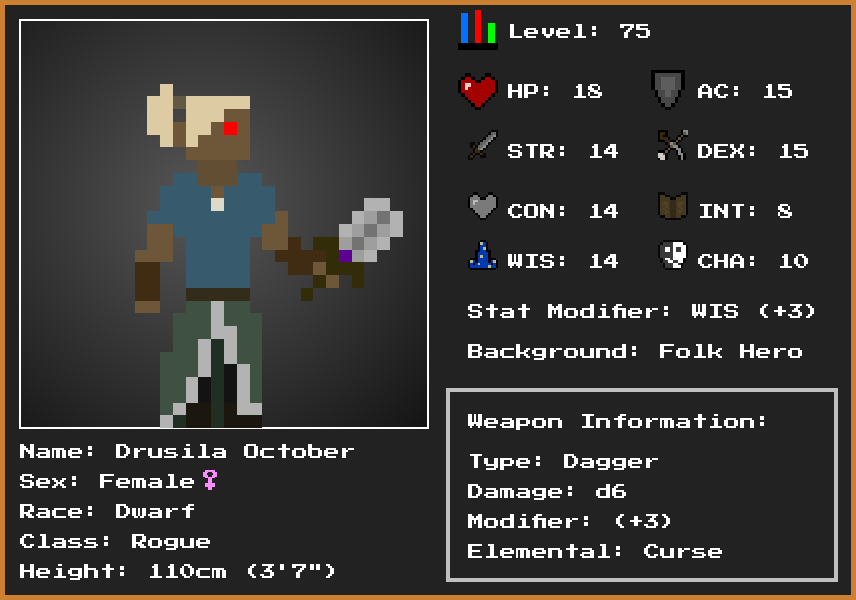 Level: 75
HP: 18
AC: 15
STR: 14
DEX: 15
CON: 14
INT: 8
WIS: 14
CHA: 10
Stat Modifier: WIS (+3)
Background: Folk Hero
Weapon Information:
Type: Dagger
Damage: d6
Modifier: (+3)
Elemental: Curse
Name: Drusila October
Sex: Female♀
Race: Dwarf
Class: Rogue
Height: 110cm (3'7")